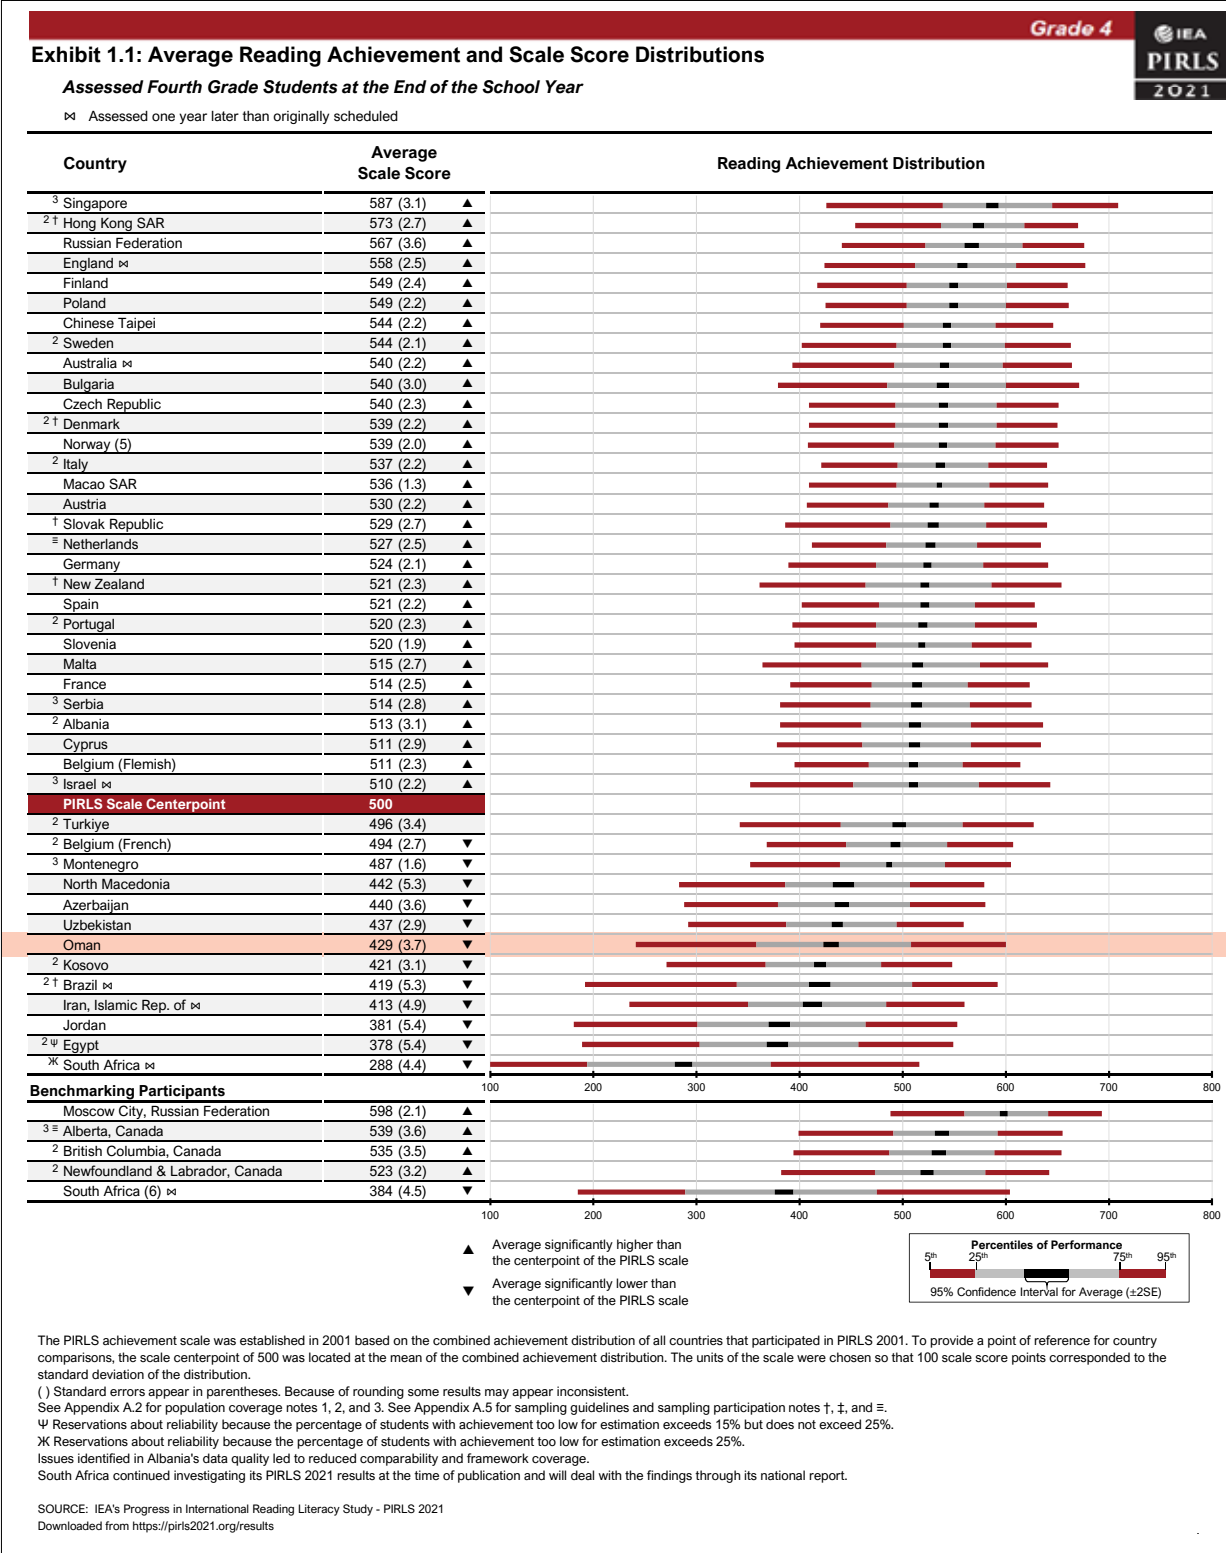 Grade 4
IEA
PIRLS
2021
Exhibit 1.1: Average Reading Achievement and Scale Score Distributions
Assessed Fourth Grade Students at the End of the School Year
⋈ Assessed one year later than originally scheduled
Country Average Scale Score Reading Achievement Distribution
3 Singapore 587 (3.1) ▲
2 † Hong Kong SAR 573 (2.7) ▲
Russian Federation 567 (3.6) ▲
England ⋈ 558 (2.5) ▲
Finland 549 (2.4) ▲
Poland 549 (2.2) ▲
Chinese Taipei 544 (2.2) ▲
2 Sweden 544 (2.1) ▲
Australia ⋈ 540 (2.2) ▲
Bulgaria 540 (3.0) ▲
Czech Republic 540 (2.3) ▲
2 † Denmark 539 (2.2) ▲
Norway (5) 539 (2.0) ▲
2 Italy 537 (2.2) ▲
Macao SAR 536 (1.3) ▲
Austria 530 (2.2) ▲
† Slovak Republic 529 (2.7) ▲
≡ Netherlands 527 (2.5) ▲
Germany 524 (2.1) ▲
† New Zealand 521 (2.3) ▲
Spain 521 (2.2) ▲
2 Portugal 520 (2.3) ▲
Slovenia 520 (1.9) ▲
Malta 515 (2.7) ▲
France 514 (2.5) ▲
3 Serbia 514 (2.8) ▲
2 Albania 513 (3.1) ▲
Cyprus 511 (2.9) ▲
Belgium (Flemish) 511 (2.3) ▲
3 Israel ⋈ 510 (2.2) ▲
PIRLS Scale Centerpoint 500
2 Turkiye 496 (3.4)
2 Belgium (French) 494 (2.7) ▼
3 Montenegro 487 (1.6) ▼
North Macedonia 442 (5.3) ▼
Azerbaijan 440 (3.6) ▼
Uzbekistan 437 (2.9) ▼
Oman 429 (3.7) ▼
2 Kosovo 421 (3.1) ▼
2 † Brazil ⋈ 419 (5.3) ▼
Iran, Islamic Rep. of ⋈ 413 (4.9) ▼
Jordan 381 (5.4) ▼
2 Ψ Egypt 378 (5.4) ▼
Ж South Africa ⋈ 288 (4.4) ▼
100 200 300 400 500 600 700 800
Benchmarking Participants
Moscow City, Russian Federation 598 (2.1) ▲
3 ≡ Alberta, Canada 539 (3.6) ▲
2 British Columbia, Canada 535 (3.5) ▲
2 Newfoundland & Labrador, Canada 523 (3.2) ▲
South Africa (6) ⋈ 384 (4.5) ▼
100 200 300 400 500 600 700 800
▲ Average significantly higher than
the centerpoint of the PIRLS scale
▼ Average significantly lower than
the centerpoint of the PIRLS scale
Percentiles of Performance
5th 25th 75th 95th
95% Confidence Interval for Average (±2SE)
The PIRLS achievement scale was established in 2001 based on the combined achievement distribution of all countries that participated in PIRLS 2001. To provide a point of reference for country
comparisons, the scale centerpoint of 500 was located at the mean of the combined achievement distribution. The units of the scale were chosen so that 100 scale score points corresponded to the
standard deviation of the distribution.
( ) Standard errors appear in parentheses. Because of rounding some results may appear inconsistent.
See Appendix A.2 for population coverage notes 1, 2, and 3. See Appendix A.5 for sampling guidelines and sampling participation notes †, ‡, and ≡.
Ψ Reservations about reliability because the percentage of students with achievement too low for estimation exceeds 15% but does not exceed 25%.
Ж Reservations about reliability because the percentage of students with achievement too low for estimation exceeds 25%.
Issues identified in Albania's data quality led to reduced comparability and framework coverage.
South Africa continued investigating its PIRLS 2021 results at the time of publication and will deal with the findings through its national report.
SOURCE: IEA's Progress in International Reading Literacy Study - PIRLS 2021
Downloaded from https://pirls2021.org/results